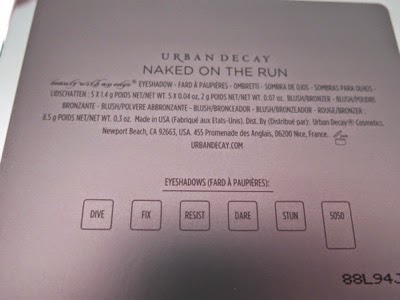 URBAN DECAY
NAKED ON THE RUN
beauty with an edge® EYESHADOW - FARD À PAUPIÈRES - OMBRETTI - SOMBRA DE OJOS - SOMBRAS PARA OLHOS -
LIDSCHATTEN: 5 X 1.4 g POIDS NET/NET WT. 5 X 0.04 oz, 2 g POIDS NET/NET WT. 0.07 oz. BLUSH/BRONZER - BLUSH/POUDRE
BRONZANTE - BLUSH/POLVERE ABBRONZANTE - BLUSH/BRONCEADOR - BLUSH/BRONZEADOR - ROUGE/BRONZER:
8.5 g POIDS NET/NET WT. 0.3 oz. Made in USA (Fabriqué aux États-Unis). Dist. By (Distribué par): Urban Decay® Cosmetics,
Newport Beach, CA 92663, USA. 455 Promenade des Anglais, 06200 Nice, France.
URBANDECAY.COM
EYESHADOWS (FARD À PAUPIÈRES):
DIVE FIX RESIST DARE STUN 5050
88L94J